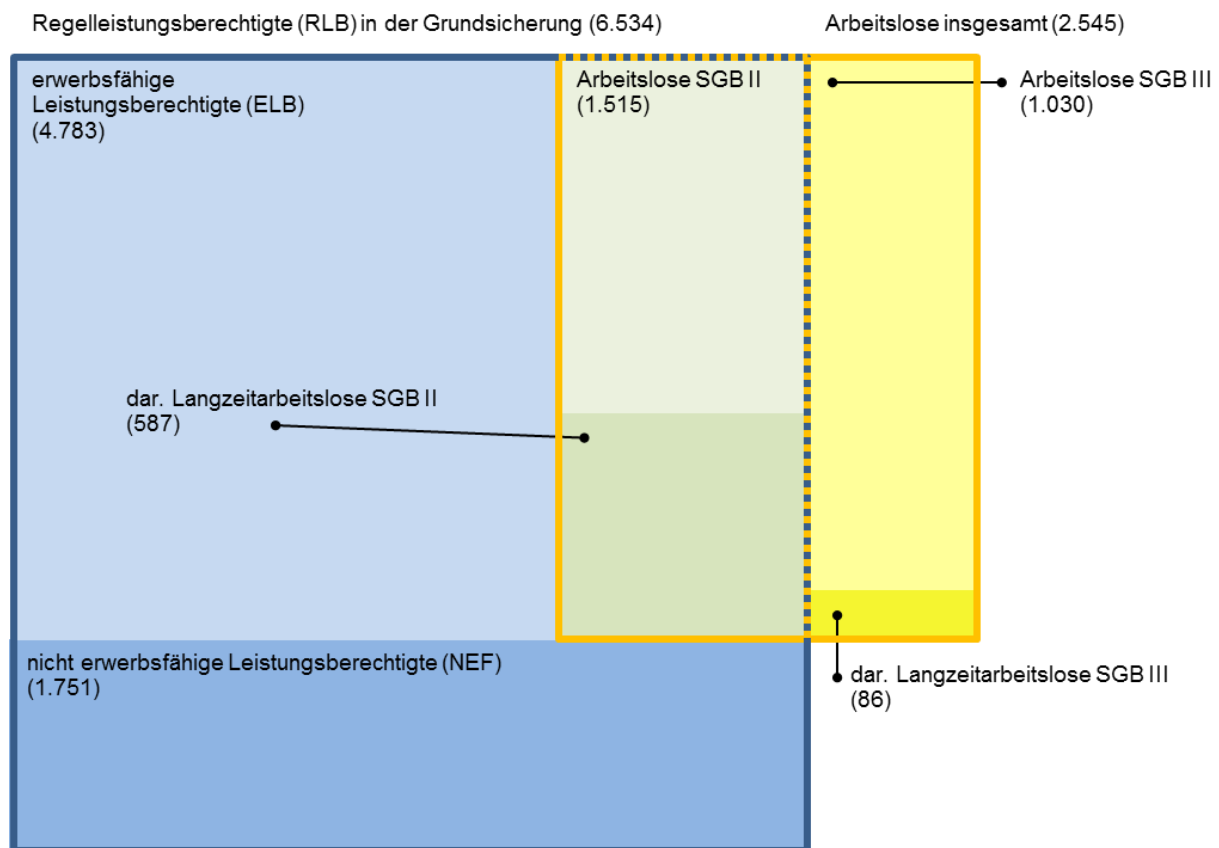 Regelleistungsberechtigte (RLB) in der Grundsicherung (6.534)
Arbeitslose insgesamt (2.545)
erwerbsfähige
Leistungsberechtigte (ELB)
(4.783)
Arbeitslose SGB II
(1.515)
Arbeitslose SGB III
(1.030)
dar. Langzeitarbeitslose SGB II
(587)
nicht erwerbsfähige Leistungsberechtigte (NEF)
(1.751)
dar. Langzeitarbeitslose SGB III
(86)